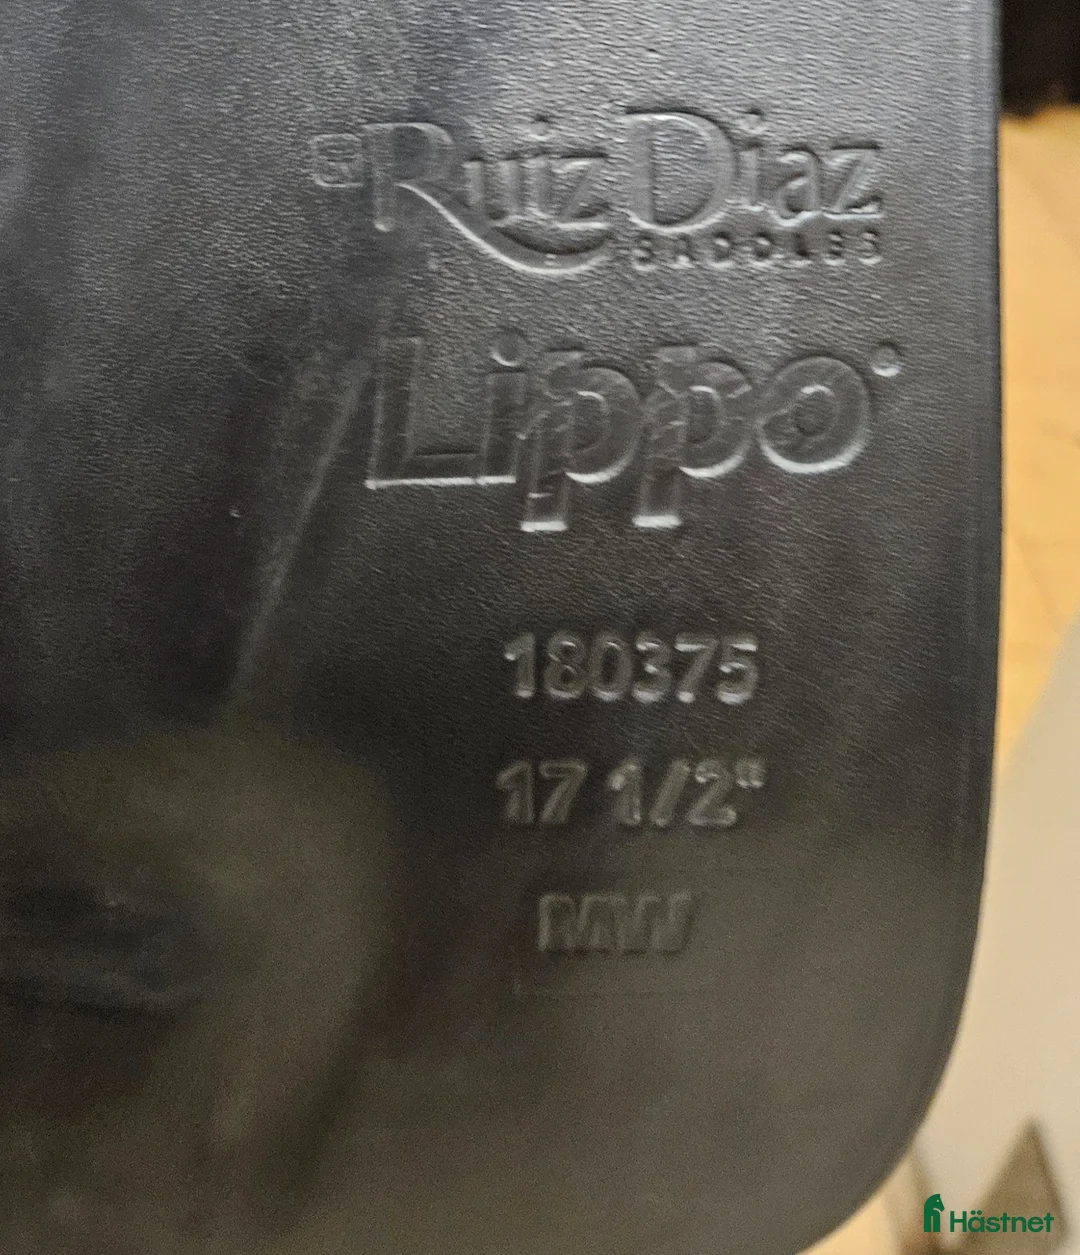 Ruiz Diaz
SADDLES
Lippo
180375
17 1/2"
MW
Hästnet